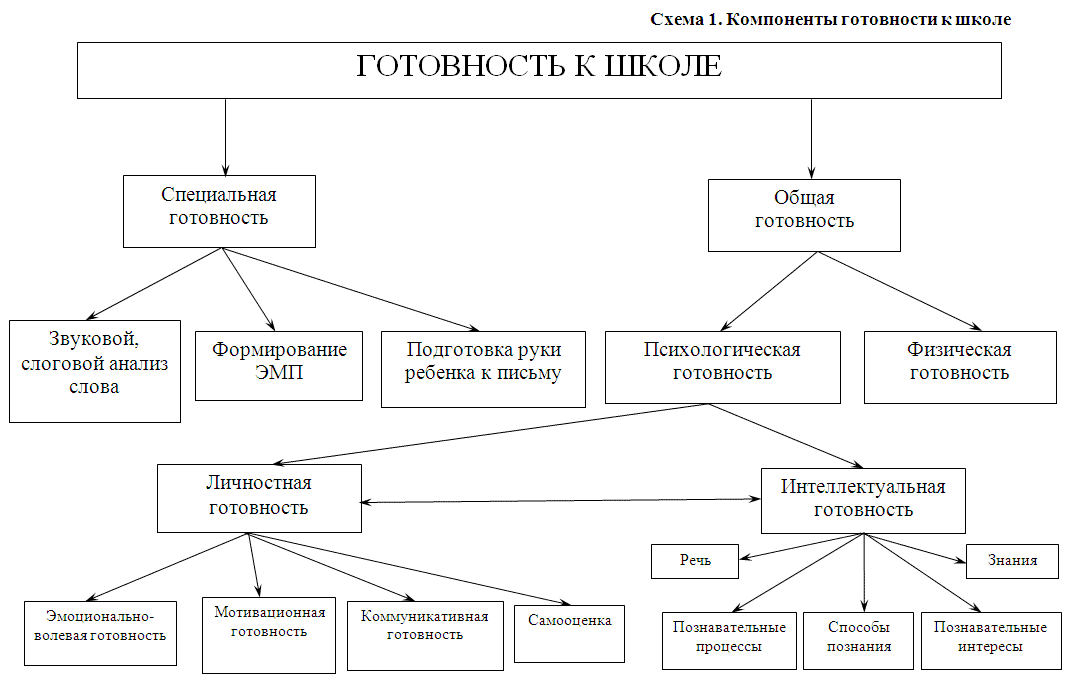 Схема 1. Компоненты готовности к школе
ГОТОВНОСТЬ К ШКОЛЕ
Специальная
готовность
Общая
готовность
Звуковой,
слоговой анализ
слова
Формирование
ЭМП
Подготовка руки
ребенка к письму
Психологическая
готовность
Физическая
готовность
Личностная
готовность
Интеллектуальная
готовность
Речь
Знания
Эмоционально-
волевая готовность
Мотивационная
готовность
Коммуникативная
готовность
Самооценка
Познавательные
процессы
Способы
познания
Познавательные
интересы